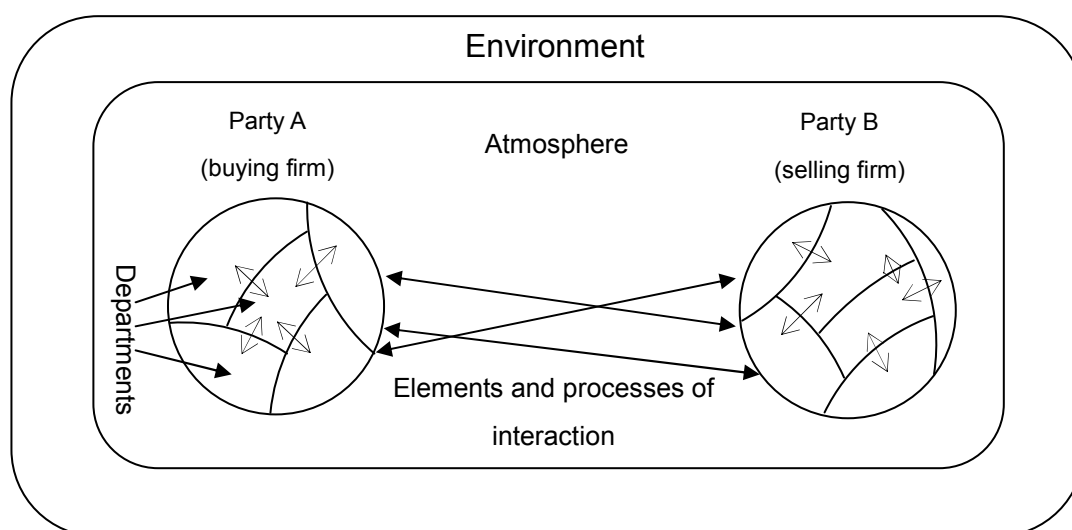 Environment
Party A
(buying firm)
Atmosphere
Party B
(selling firm)
Departments
Elements and processes of
interaction